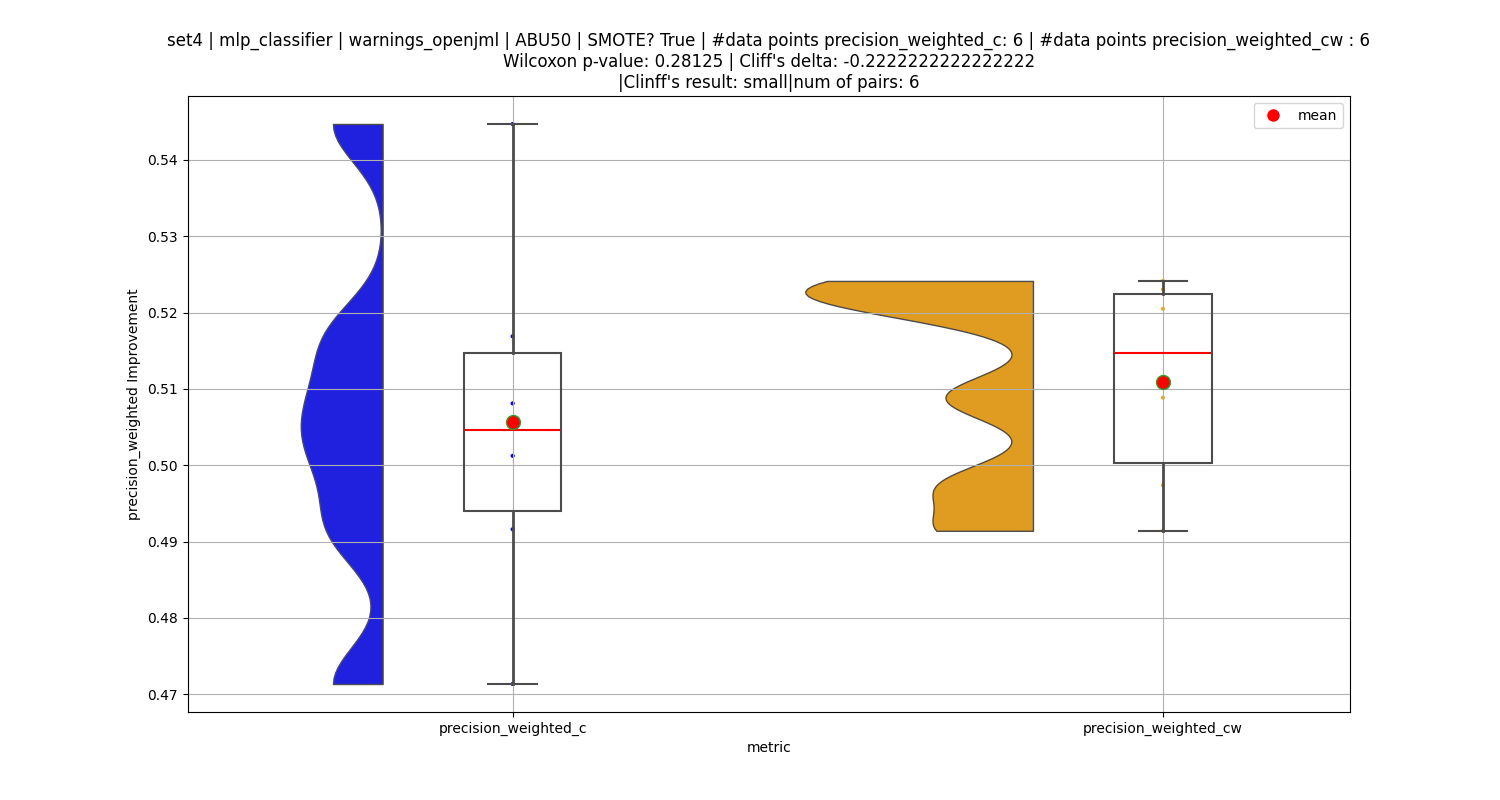 set4 | mlp_classifier | warnings_openjml | ABU50 | SMOTE? True | #data points precision_weighted_c: 6 | #data points precision_weighted_cw : 6
Wilcoxon p-value: 0.28125 | Cliff's delta: -0.2222222222222222
|Clinff's result: small|num of pairs: 6
mean
0.54
0.53
0.52
0.51
0.50
0.49
0.48
0.47
precision_weighted Improvement
precision_weighted_c
precision_weighted_cw
metric